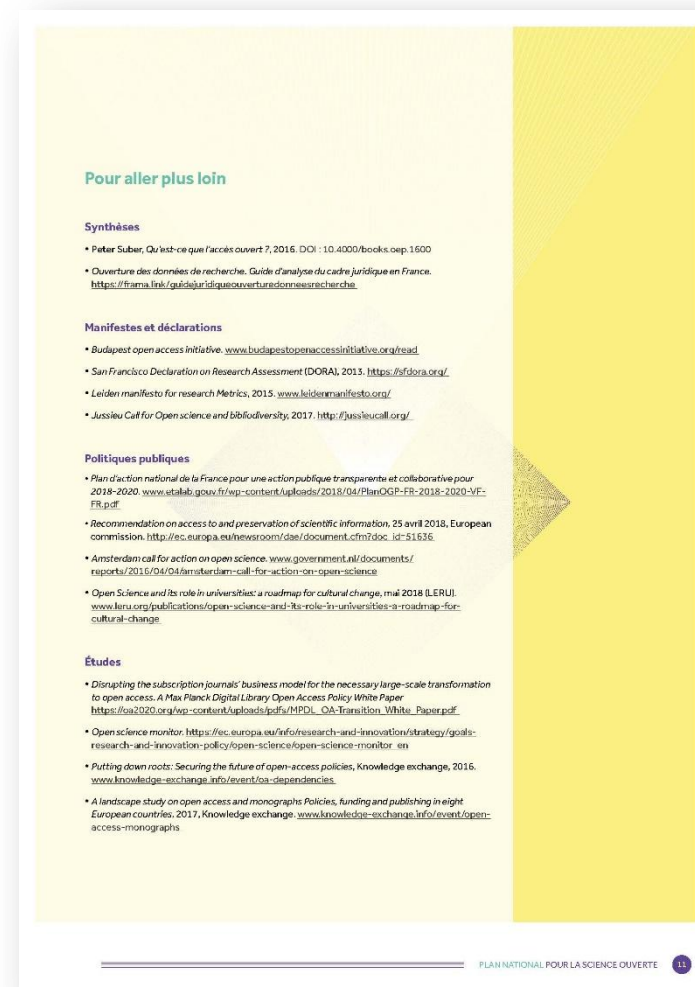 Pour aller plus loin
Synthèses
• Peter Suber, Qu'est-ce que l'accès ouvert ?, 2016. DOI : 10.4000/books.oep.1600
• Ouverture des données de recherche. Guide d'analyse du cadre juridique en France.
https://frama.link/guidejuridiqueouverturedonneesrecherche
Manifestes et déclarations
• Budapest open access initiative. www.budapestopenaccessinitiative.org/read
• San Francisco Declaration on Research Assessment (DORA), 2013. https://sfdora.org/
• Leiden manifesto for research Metrics, 2015. www.leidenmanifesto.org/
• Jussieu Call for Open science and bibliodiversity, 2017. http://jussieucall.org/
Politiques publiques
• Plan d'action national de la France pour une action publique transparente et collaborative pour
2018-2020. www.etalab.gouv.fr/wp-content/uploads/2018/04/PlanOGP-FR-2018-2020-VF-
FR.pdf
• Recommendation on access to and preservation of scientific information, 25 avril 2018, European
commission. http://ec.europa.eu/newsroom/dae/document.cfm?doc_id=51636
• Amsterdam call for action on open science. www.government.nl/documents/
reports/2016/04/04/amsterdam-call-for-action-on-open-science
• Open Science and its role in universities: a roadmap for cultural change, mai 2018 (LERU).
www.leru.org/publications/open-science-and-its-role-in-universities-a-roadmap-for-
cultural-change
Études
• Disrupting the subscription journals' business model for the necessary large-scale transformation
to open access. A Max Planck Digital Library Open Access Policy White Paper
https://oa2020.org/wp-content/uploads/pdfs/MPDL_OA-Transition_White_Paper.pdf
• Open science monitor. https://ec.europa.eu/info/research-and-innovation/strategy/goals-
research-and-innovation-policy/open-science/open-science-monitor_en
• Putting down roots: Securing the future of open-access policies, Knowledge exchange, 2016.
www.knowledge-exchange.info/event/oa-dependencies
• A landscape study on open access and monographs Policies, funding and publishing in eight
European countries. 2017, Knowledge exchange. www.knowledge-exchange.info/event/open-
access-monographs
PLAN NATIONAL POUR LA SCIENCE OUVERTE 11